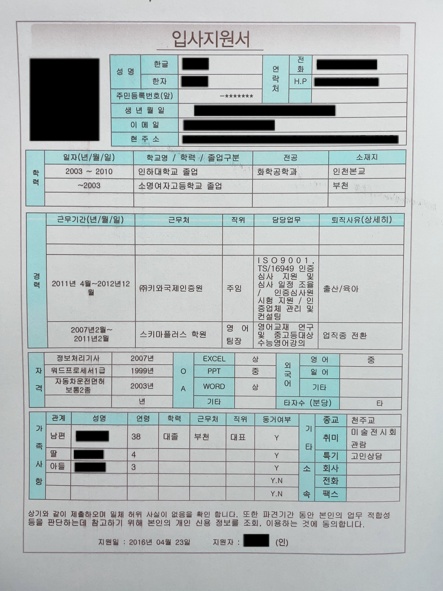 입사지원서
성 명 한글 연락처 전화
한자 H.P
주민등록번호(앞) -*******
생 년 월 일
이 메 일
현 주 소
학력 일자(년/월/일) 학교명 / 학력 / 졸업구분 전공 소재지
2003 ~ 2010 인하대학교 졸업 화학공학과 인천본교
~2003 소명여자고등학교 졸업 부천
경력 근무기간(년/월/일) 근무처 직위 담당업무 퇴직사유(상세히)
2011년 4월~2012년12월 ㈜키와국제인증원 주임 ISO9001, TS/16949 인증심사 지원 및 심사 일정 조율 / 인증심사원 시험 지원 / 인증업체 관리 및 컨설팅 출산/육아
2007년2월~2011년2월 스키마플러스 학원 영어팀장 영어교재 연구 및 중고등대상 수능영어강의 업직종 전환
자격 정보처리기사 2007년 OA EXCEL 상 외국어 영 어 중
워드프로세서1급 1999년 PPT 중 일 어
자동차운전면허 보통2종 2003년 WORD 상 기타
년 기타 타자수 (분당) 타
가족사항 관계 성명 연령 학력 근무처 직위 동거여부 기타 종교 천주교
남편 38 대졸 부천 대표 Y 취미 미술전시회 관람
딸 4 Y 특기 고민상담
아들 3 Y 소속 회사
Y.N 전화
Y.N 팩스
상기와 같이 제출하오며 일체 허위 사실이 없음을 확인 합니다. 또한 파견기간 동안 본인의 업무 적합성
등을 판단하는데 참고하기 위해 본인의 개인 신용 정보를 조회, 이용하는 것에 동의합니다.
지원일 : 2016년 04월 23일 지원자 : (인)